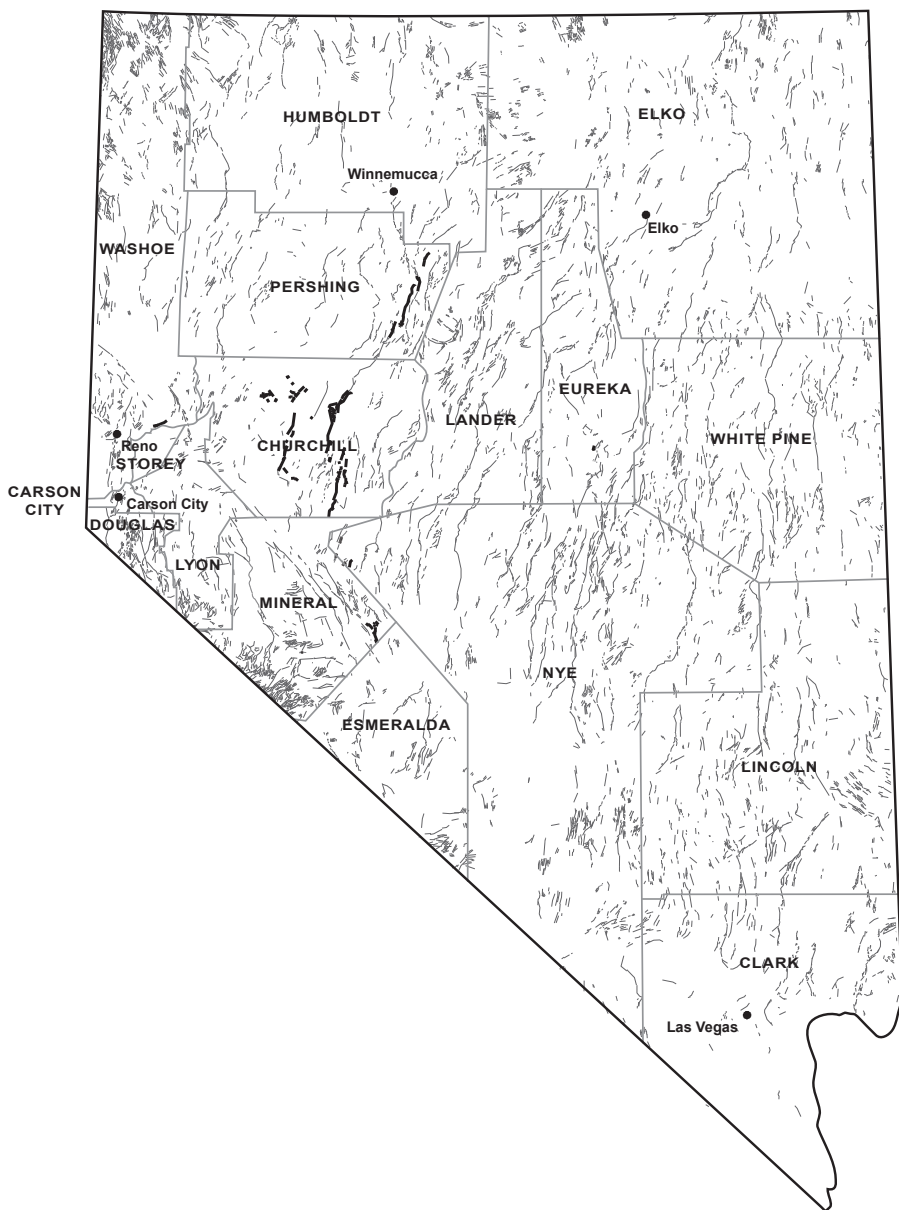 HUMBOLDT
ELKO
Winnemucca
Elko
WASHOE
PERSHING
EUREKA
LANDER
WHITE PINE
CHURCHILL
Reno
STOREY
CARSON
CITY
Carson City
DOUGLAS
LYON
MINERAL
NYE
ESMERALDA
LINCOLN
CLARK
Las Vegas